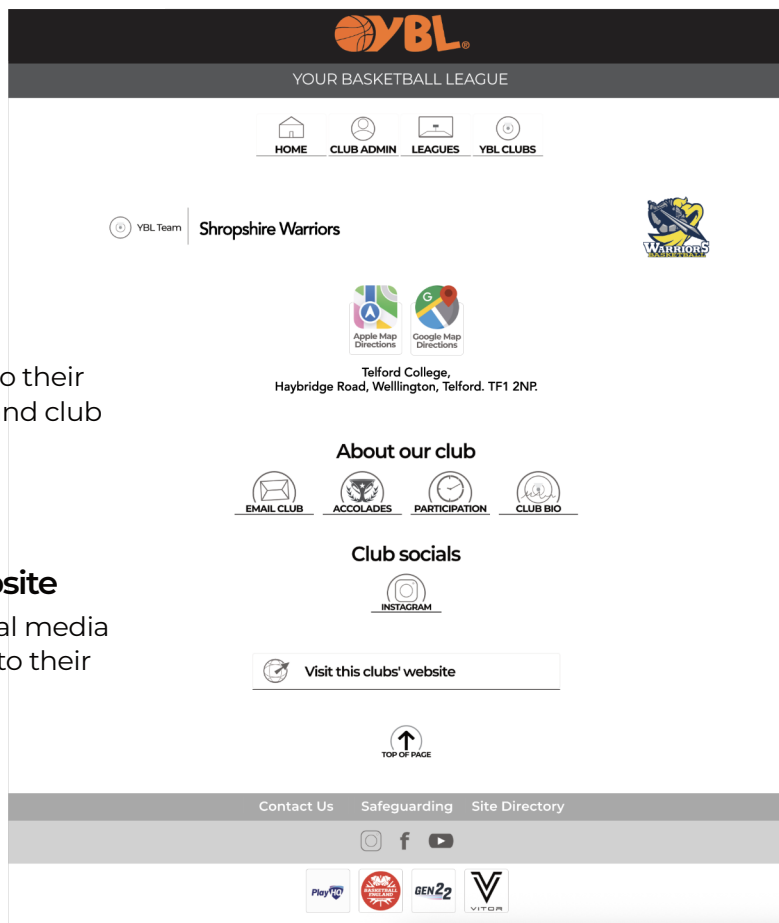 YBL®
YOUR BASKETBALL LEAGUE
HOME CLUB ADMIN LEAGUES YBL CLUBS
YBL Team Shropshire Warriors
WARRIORS
BASKETBALL
G
Apple Map
Directions
Google Map
Directions
Telford College,
Haybridge Road, Welllington, Telford. TF1 2NP.
o their
nd club
About our club
EMAIL CLUB ACCOLADES PARTICIPATION CLUB BIO
Club socials
INSTAGRAM
site
al media
to their
Visit this clubs' website
TOP OF PAGE
Contact Us Safeguarding Site Directory
f
PlayHQ
BASKETBALL
ENGLAND
GEN22
VITOR